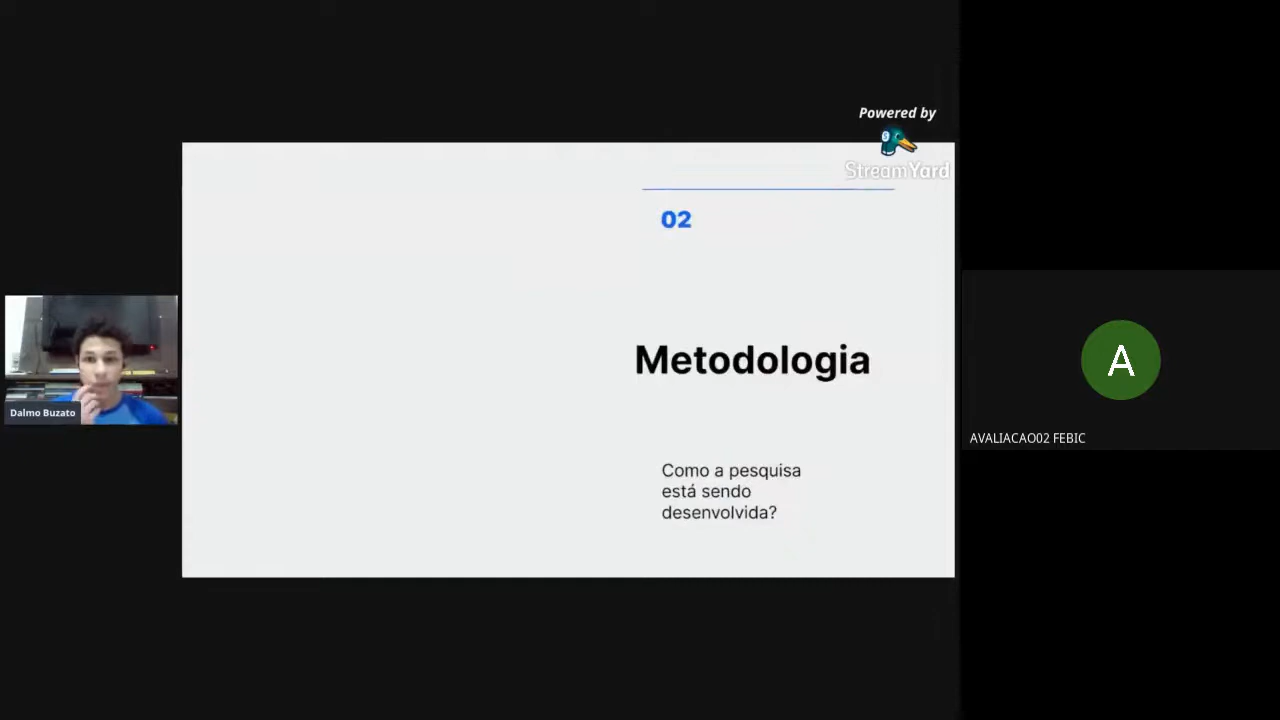 Powered by
StreamYard
02
Metodologia
Como a pesquisa
está sendo
desenvolvida?
Dalmo Buzato
A
AVALIACAO02 FEBIC